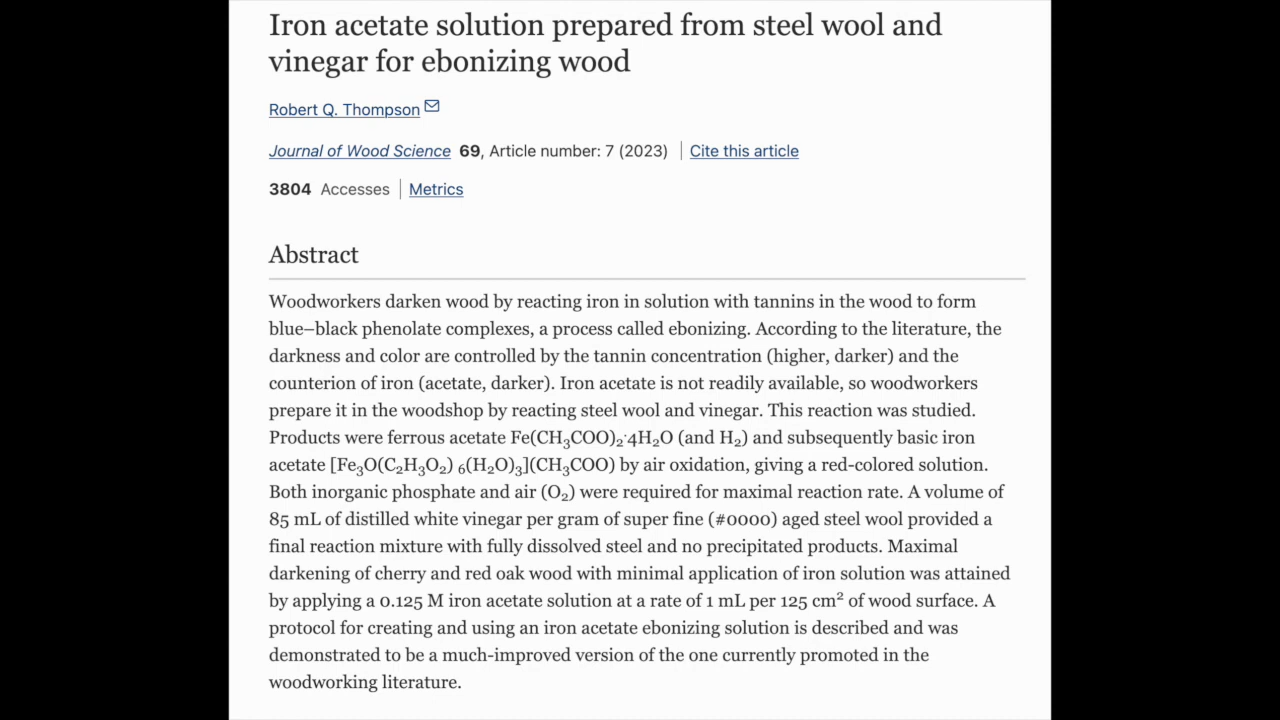 Iron acetate solution prepared from steel wool and
vinegar for ebonizing wood
Robert Q. Thompson
Journal of Wood Science 69, Article number: 7 (2023) | Cite this article
3804 Accesses | Metrics
Abstract
Woodworkers darken wood by reacting iron in solution with tannins in the wood to form
blue–black phenolate complexes, a process called ebonizing. According to the literature, the
darkness and color are controlled by the tannin concentration (higher, darker) and the
counterion of iron (acetate, darker). Iron acetate is not readily available, so woodworkers
prepare it in the woodshop by reacting steel wool and vinegar. This reaction was studied.
Products were ferrous acetate Fe(CH₃COO)₂·4H₂O (and H₂) and subsequently basic iron
acetate [Fe₃O(C₂H₃O₂) ₆(H₂O)₃](CH₃COO) by air oxidation, giving a red-colored solution.
Both inorganic phosphate and air (O₂) were required for maximal reaction rate. A volume of
85 mL of distilled white vinegar per gram of super fine (#0000) aged steel wool provided a
final reaction mixture with fully dissolved steel and no precipitated products. Maximal
darkening of cherry and red oak wood with minimal application of iron solution was attained
by applying a 0.125 M iron acetate solution at a rate of 1 mL per 125 cm² of wood surface. A
protocol for creating and using an iron acetate ebonizing solution is described and was
demonstrated to be a much-improved version of the one currently promoted in the
woodworking literature.